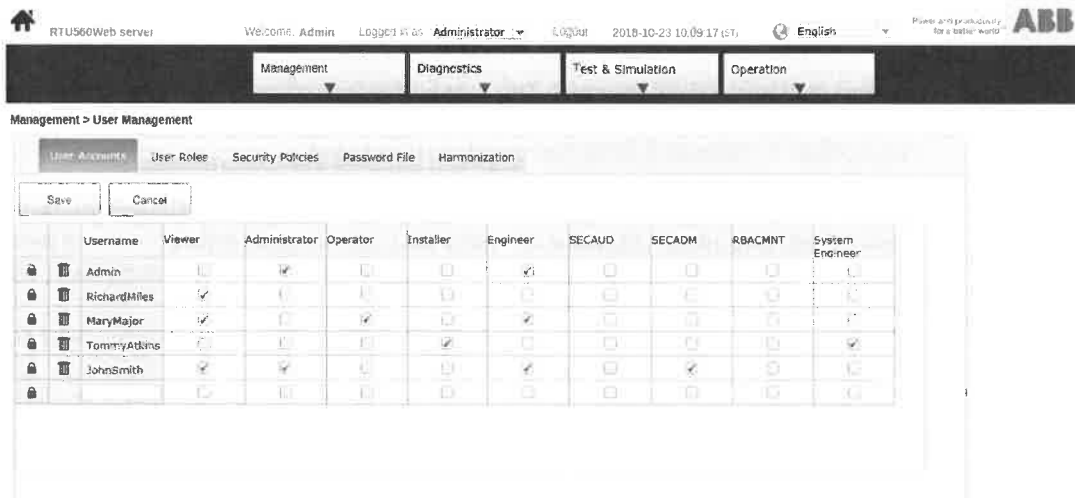 RTU560Web server Welcome, Admin Logged in as Administrator Logout 2018-10-23 10:09:17 (ST) English Power and productivity for a better world ABB
Management Diagnostics Test & Simulation Operation
Management > User Management
User Accounts User Roles Security Policies Password File Harmonization
Save Cancel
Username Viewer Administrator Operator Installer Engineer SECAUD SECADM RBACMNT System Engineer
Admin
RichardMiles
MaryMajor
TommyAtkins
JohnSmith